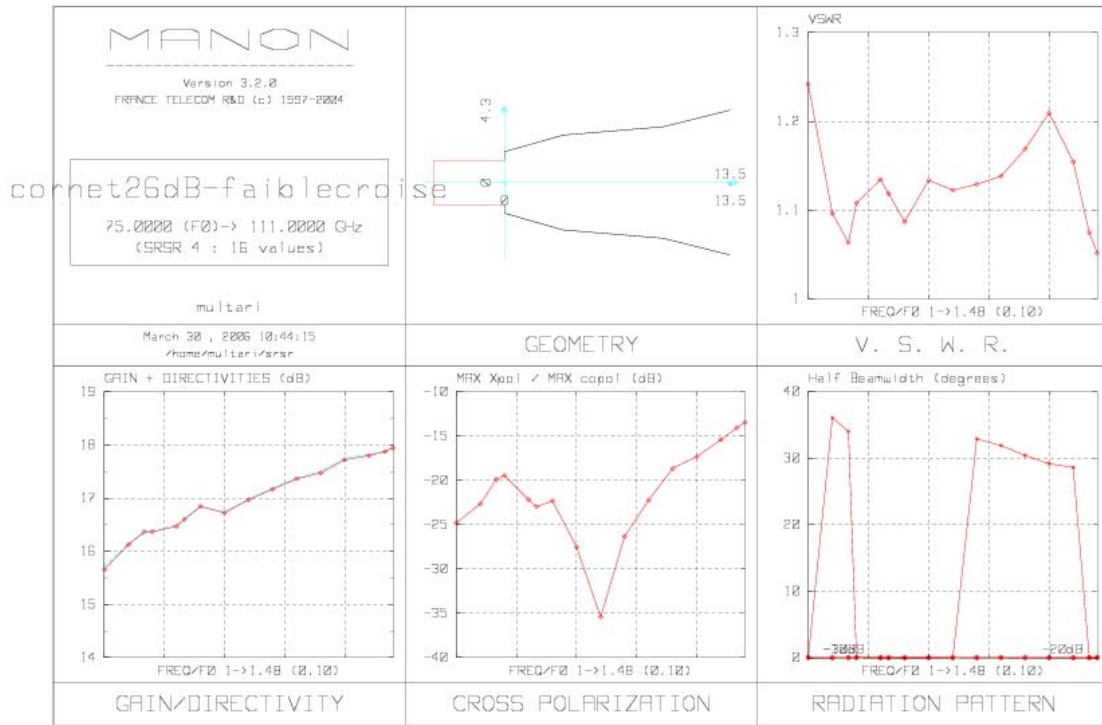 MANON
Version 3.2.0
FRANCE TELECOM R&D (c) 1997-2004
cornet26dB-faiblecroise
75.0000 (F0)-> 111.0000 GHz
(SRSR 4 : 16 values)
multari
March 30 , 2006 10:44:15
/home/multari/srsr
4.3
0
0
13.5
13.5
GEOMETRY
VSWR
1.3
1.2
1.1
1
FREQ/F0 1->1.48 (0.10)
V. S. W. R.
GAIN + DIRECTIVITIES (dB)
19
18
17
16
15
14
FREQ/F0 1->1.48 (0.10)
GAIN/DIRECTIVITY
MAX Xpol / MAX copol (dB)
-10
-15
-20
-25
-30
-35
-40
FREQ/F0 1->1.48 (0.10)
CROSS POLARIZATION
Half Beamwidth (degrees)
40
30
20
10
0
-20dB
FREQ/F0 1->1.48 (0.10)
RADIATION PATTERN